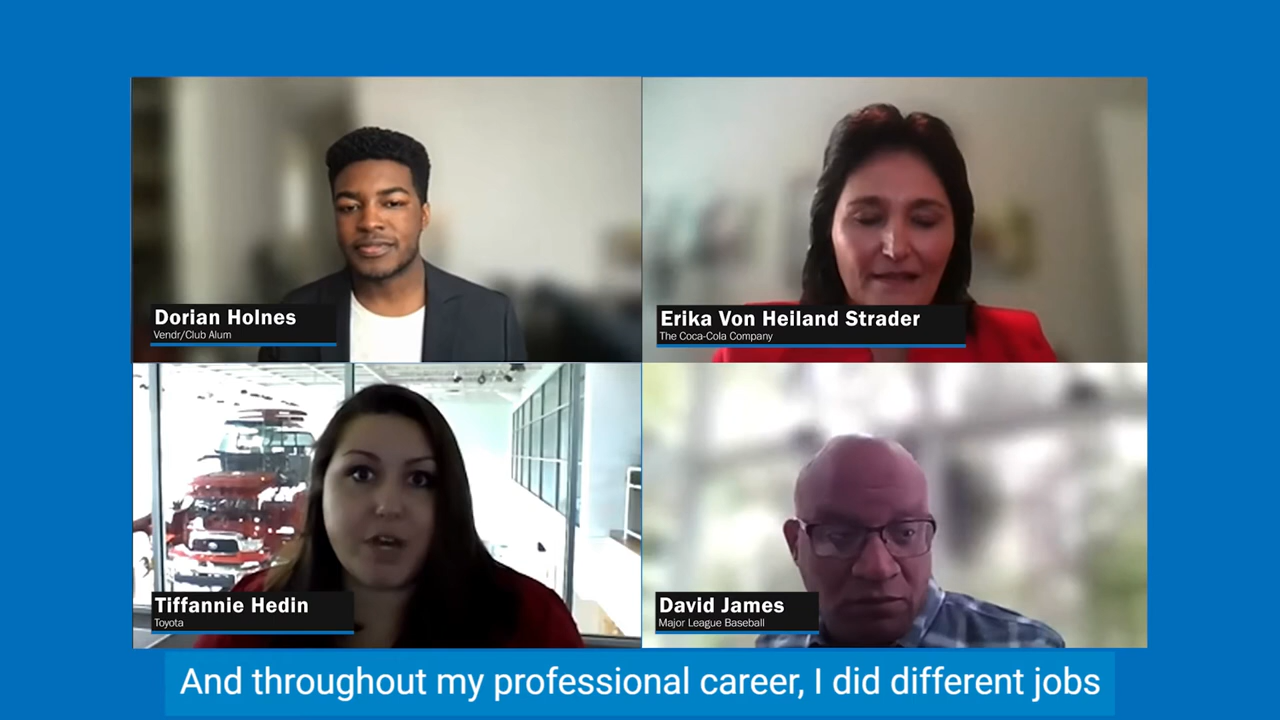 Dorian Holnes
Vendr/Club Alum
Erika Von Heiland Strader
The Coca-Cola Company
Tiffannie Hedin
Toyota
David James
Major League Baseball
And throughout my professional career, I did different jobs